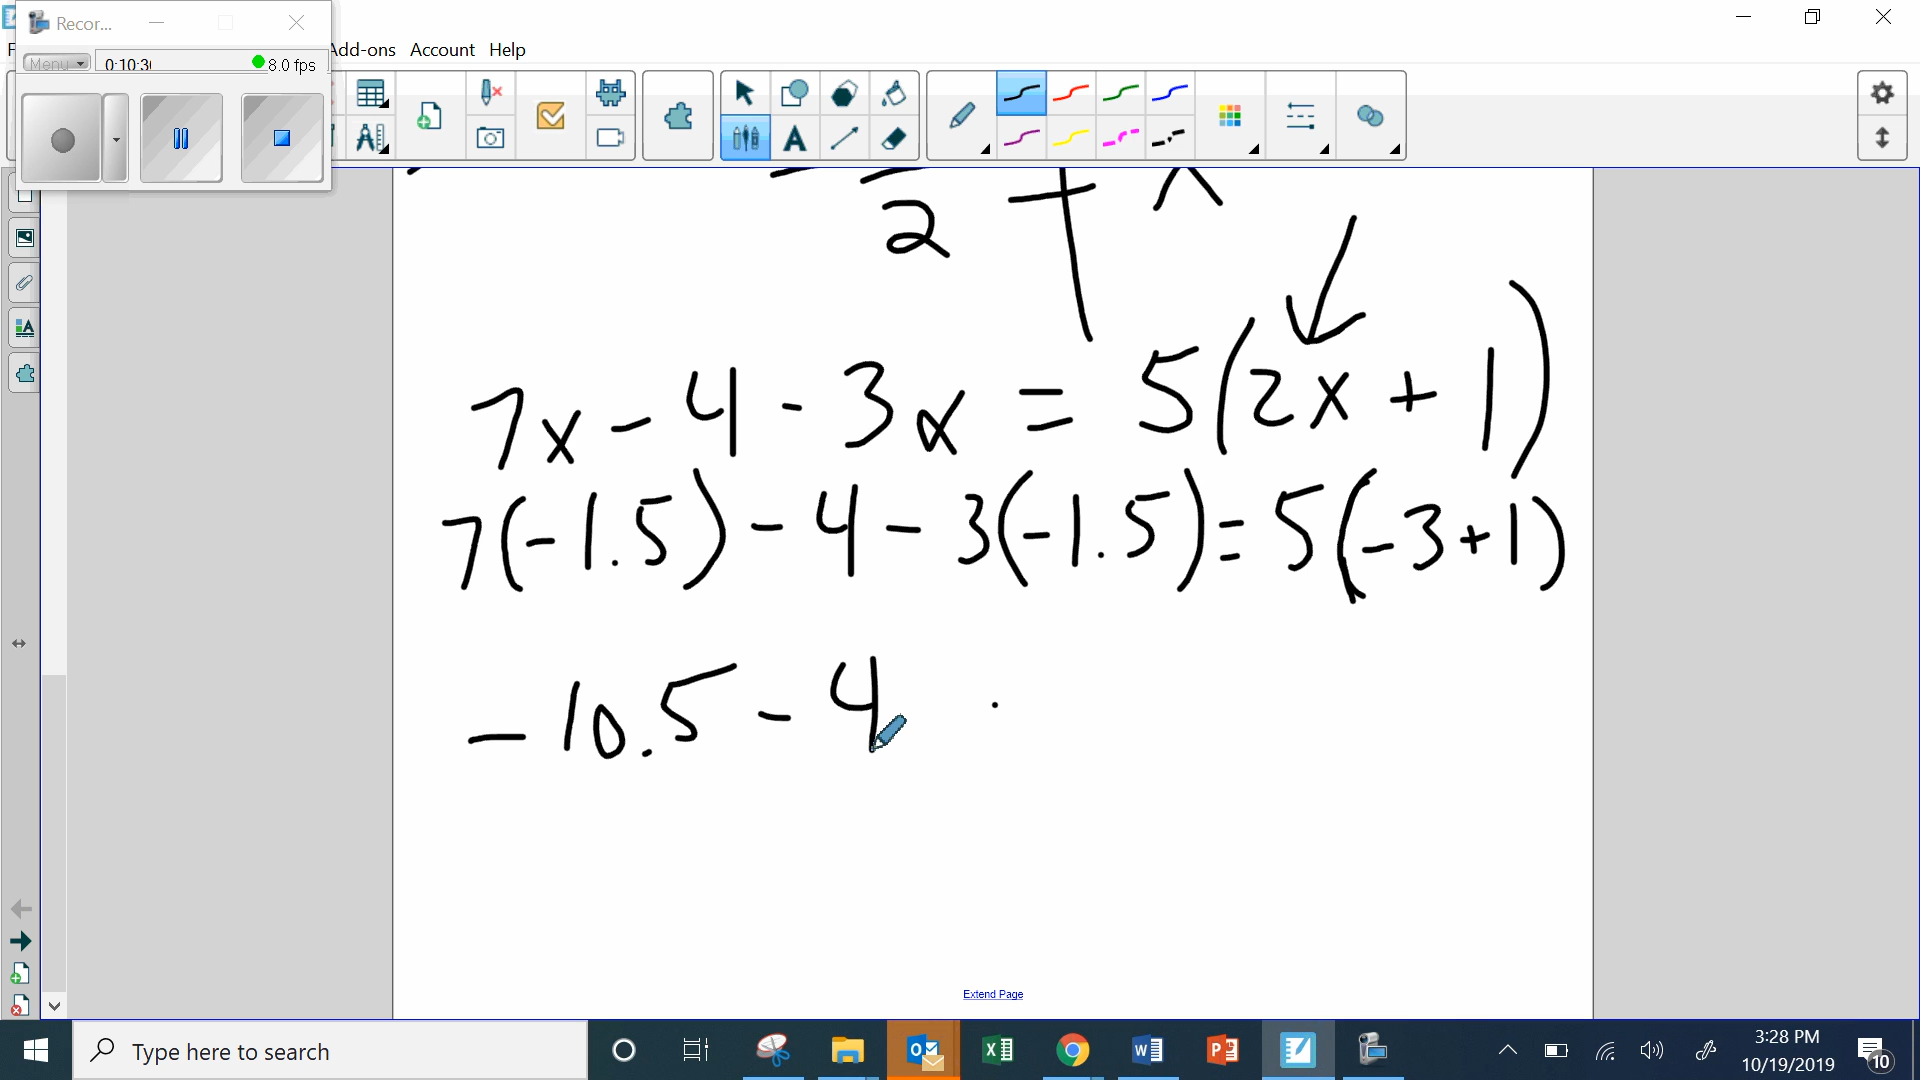 Recor...
Add-ons Account Help
Menu 0:10:3 8.0 fps
2 + x
7x - 4 - 3x = 5(2x + 1)
7(-1.5) - 4 - 3(-1.5) = 5(-3+1)
-10.5 - 4
Extend Page
Type here to search
3:28 PM
10/19/2019
10